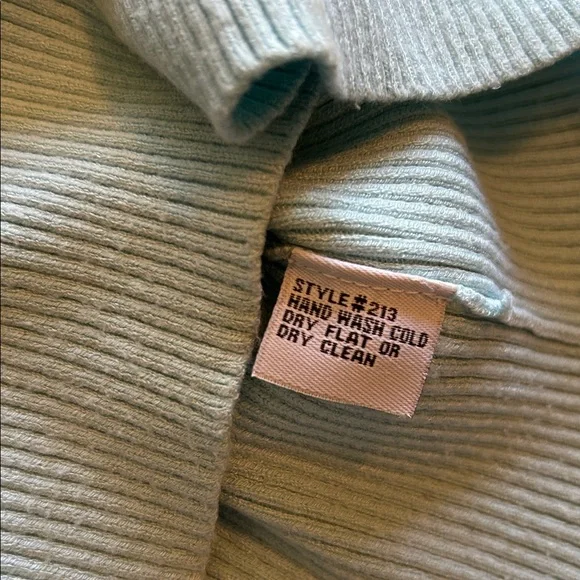 STYLE#213
HAND WASH COLD
DRY FLAT OR
DRY CLEAN